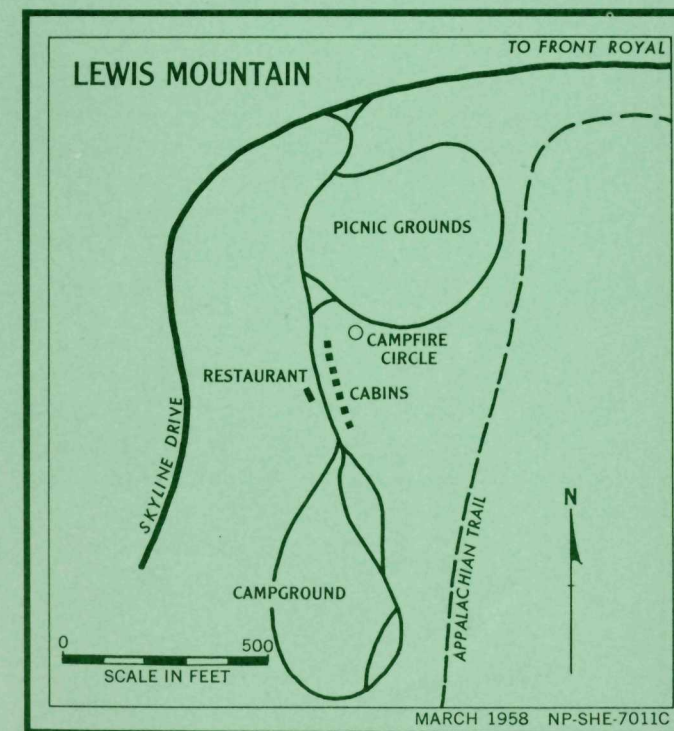 TO FRONT ROYAL
LEWIS MOUNTAIN
PICNIC GROUNDS
CAMPFIRE
CIRCLE
RESTAURANT
CABINS
SKYLINE DRIVE
N
APPALACHIAN TRAIL
CAMPGROUND
0 500
SCALE IN FEET
MARCH 1958 NP-SHE-7011C